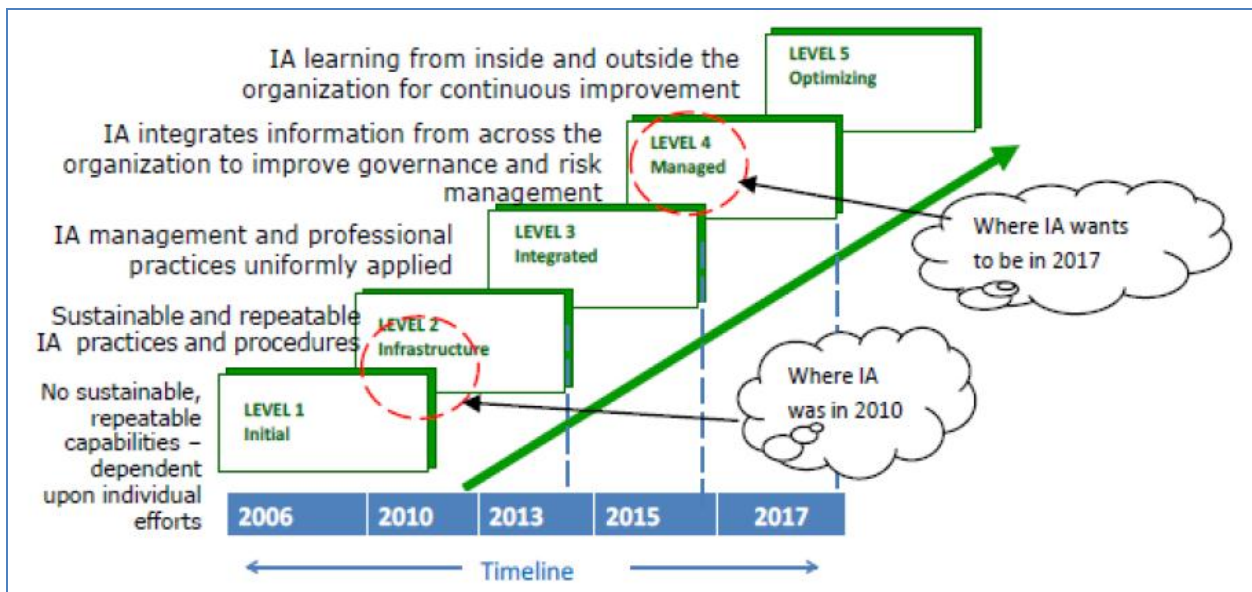 IA learning from inside and outside the
organization for continuous improvement
LEVEL 5
Optimizing
IA integrates information from across the
organization to improve governance and risk
management
LEVEL 4
Managed
Where IA wants
to be in 2017
IA management and professional
practices uniformly applied
LEVEL 3
Integrated
Sustainable and repeatable
IA practices and procedures
LEVEL 2
Infrastructure
Where IA
was in 2010
No sustainable,
repeatable
capabilities –
dependent
upon individual
efforts
LEVEL 1
Initial
2006 2010 2013 2015 2017
Timeline